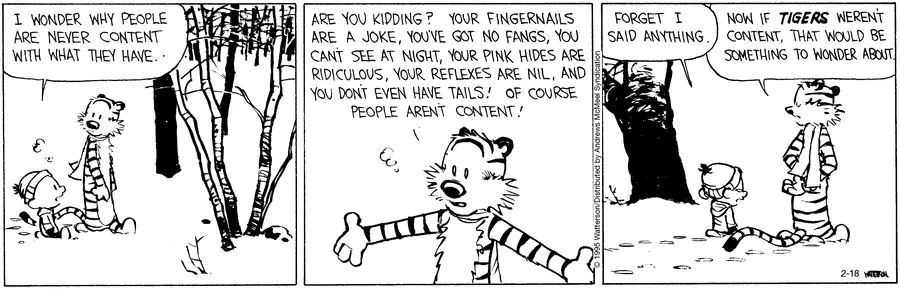 I WONDER WHY PEOPLE
ARE NEVER CONTENT
WITH WHAT THEY HAVE..
ARE YOU KIDDING? YOUR FINGERNAILS
ARE A JOKE, YOU'VE GOT NO FANGS, YOU
CAN'T SEE AT NIGHT, YOUR PINK HIDES ARE
RIDICULOUS, YOUR REFLEXES ARE NIL, AND
YOU DON'T EVEN HAVE TAILS! OF COURSE
PEOPLE AREN'T CONTENT!
© 1995 Watterson/Distributed by Andrews McMeel Syndication
FORGET I
SAID ANYTHING.
NOW IF TIGERS WEREN'T
CONTENT, THAT WOULD BE
SOMETHING TO WONDER ABOUT.
2-18 WATTERSON